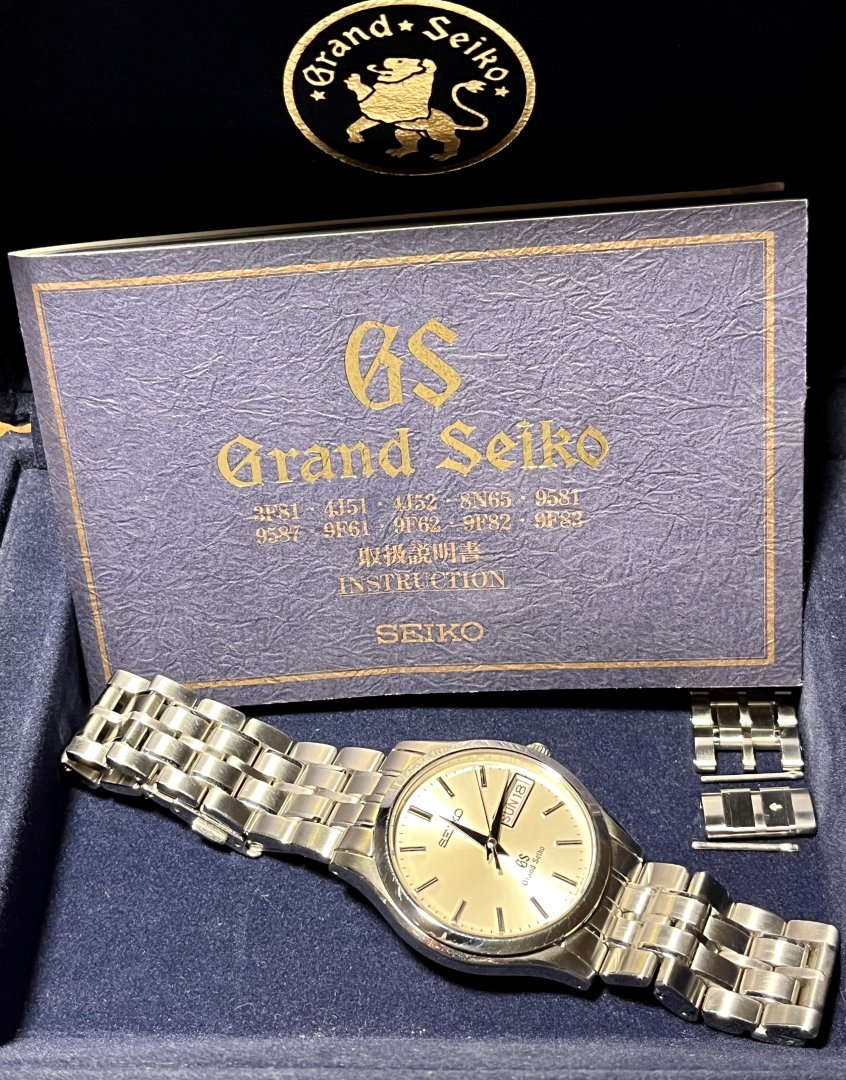 Grand Seiko
GS
Grand Seiko
3F81・4J51・4J52・8N65・9581
9587・9F61・9F62・9F82・9F83
取扱説明書
INSTRUCTION
SEIKO
SEIKO
SUN 18
GS
Grand Seiko